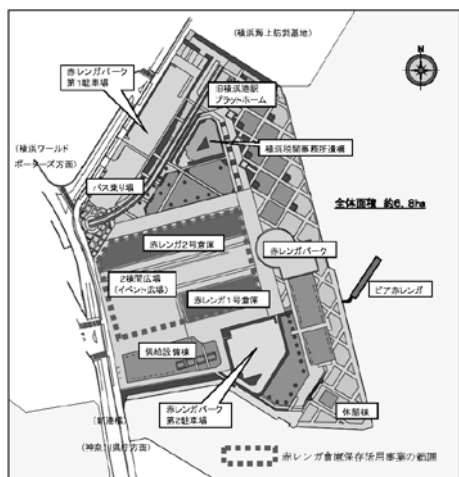 (横浜海上防災基地)
N
赤レンガパーク
第1駐車場
旧横浜港駅
プラットホーム
(横浜ワールド
ポーターズ方面)
横浜税関事務所遺構
バス乗り場
全体面積 約6.8ha
赤レンガ2号倉庫
赤レンガパーク
2棟間広場
(イベント広場)
ピア赤レンガ
赤レンガ1号倉庫
供給設備棟
赤レンガパーク
第2駐車場
休憩棟
(新港橋)
(神奈川県庁方面)
赤レンガ倉庫保存活用事業の範囲